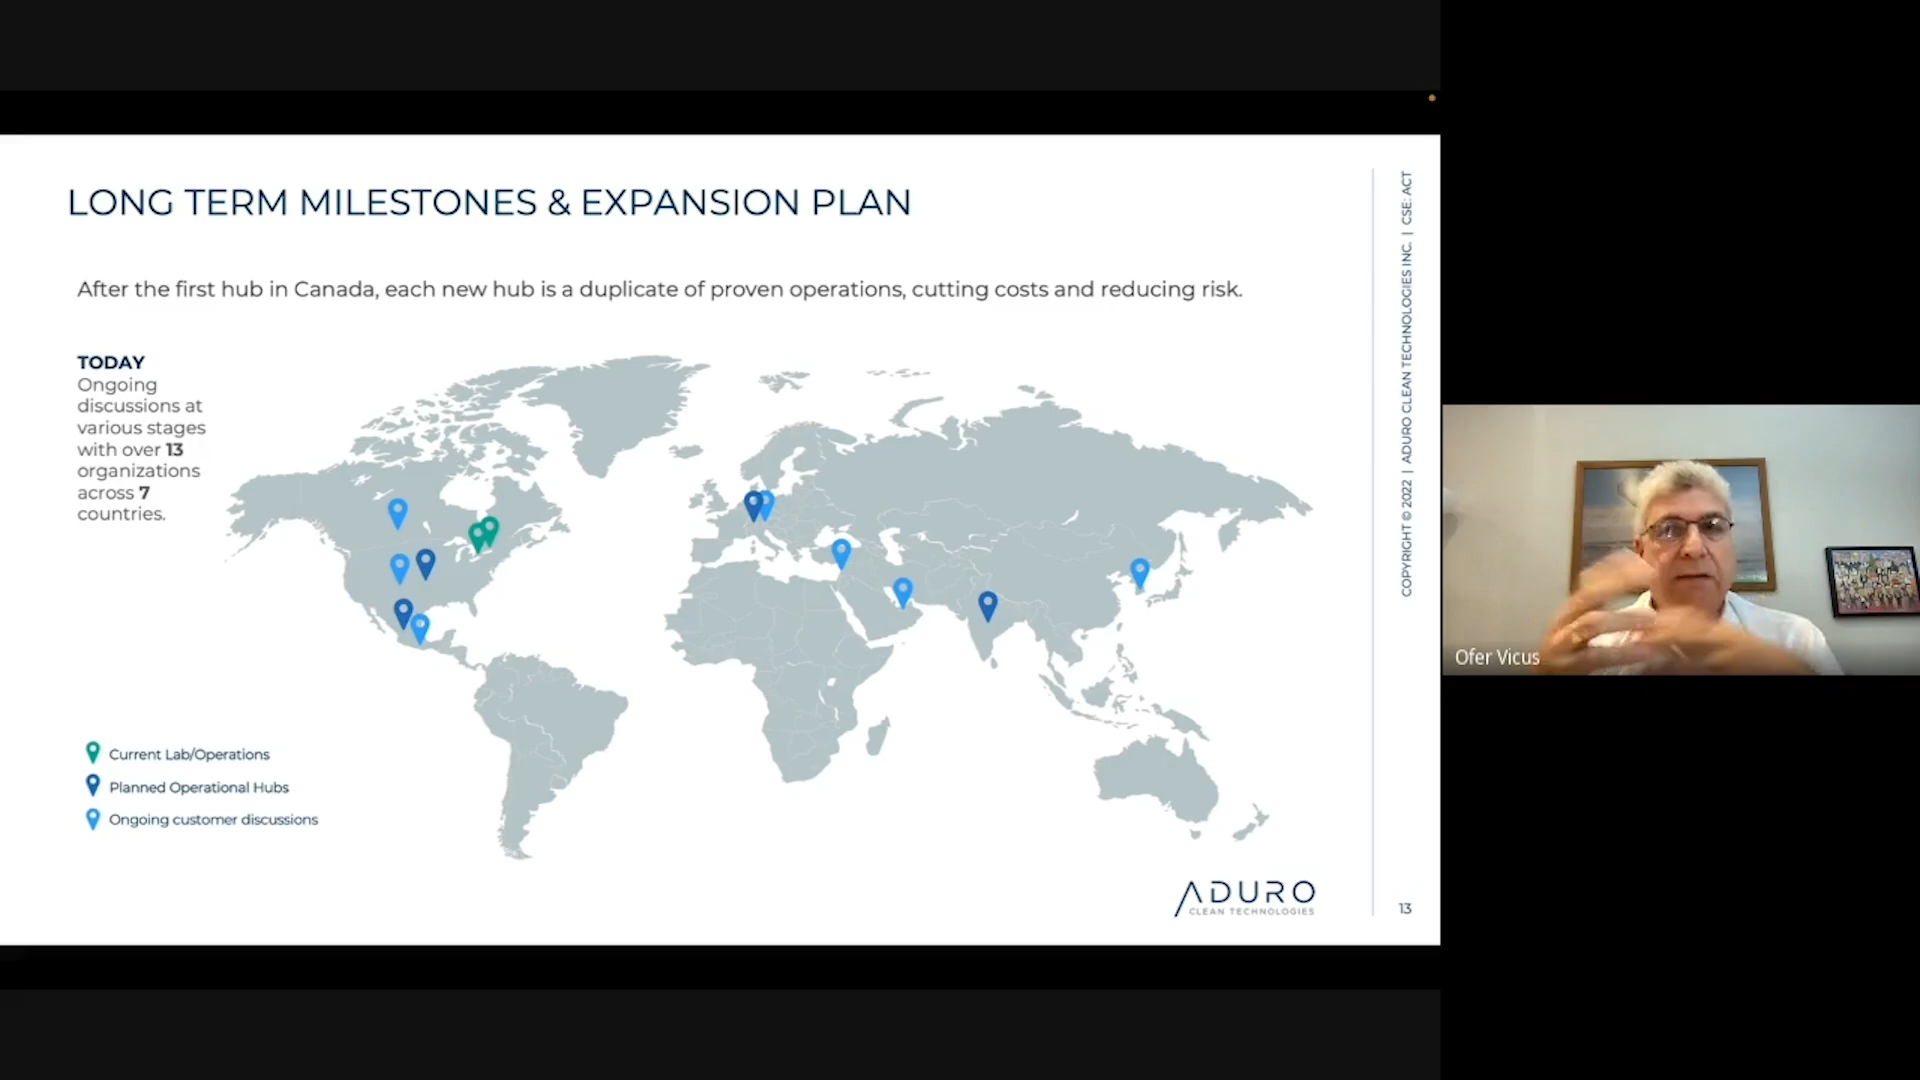 LONG TERM MILESTONES & EXPANSION PLAN
After the first hub in Canada, each new hub is a duplicate of proven operations, cutting costs and reducing risk.
TODAY
Ongoing
discussions at
various stages
with over 13
organizations
across 7
countries.
Current Lab/Operations
Planned Operational Hubs
Ongoing customer discussions
ADURO
CLEAN TECHNOLOGIES
COPYRIGHT © 2022 | ADURO CLEAN TECHNOLOGIES INC. | CSE: ACT
13
Ofer Vicus